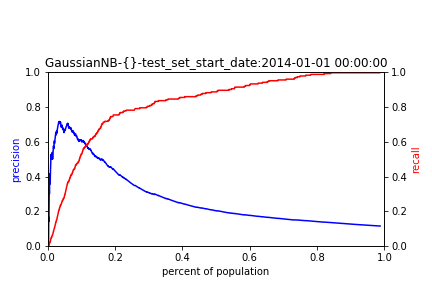 GaussianNB-{}-test_set_start_date:2014-01-01 00:00:00
1.0 1.0
0.8 0.8
0.6 0.6
precision recall
0.4 0.4
0.2 0.2
0.0 0.0
0.0 0.2 0.4 0.6 0.8 1.0
percent of population